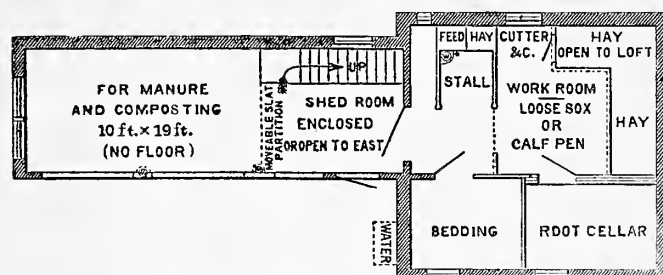 FOR MANURE
AND COMPOSTING
10 ft. × 19 ft.
(NO FLOOR)
MOVEABLE SLAT
PARTITION
UP
SHED ROOM
ENCLOSED
OR OPEN TO EAST
FEED
HAY
STALL
CUTTER
&C.
HAY
OPEN TO LOFT
WORK ROOM
LOOSE SOX
OR
CALF PEN
HAY
WATER
BEDDING
ROOT CELLAR